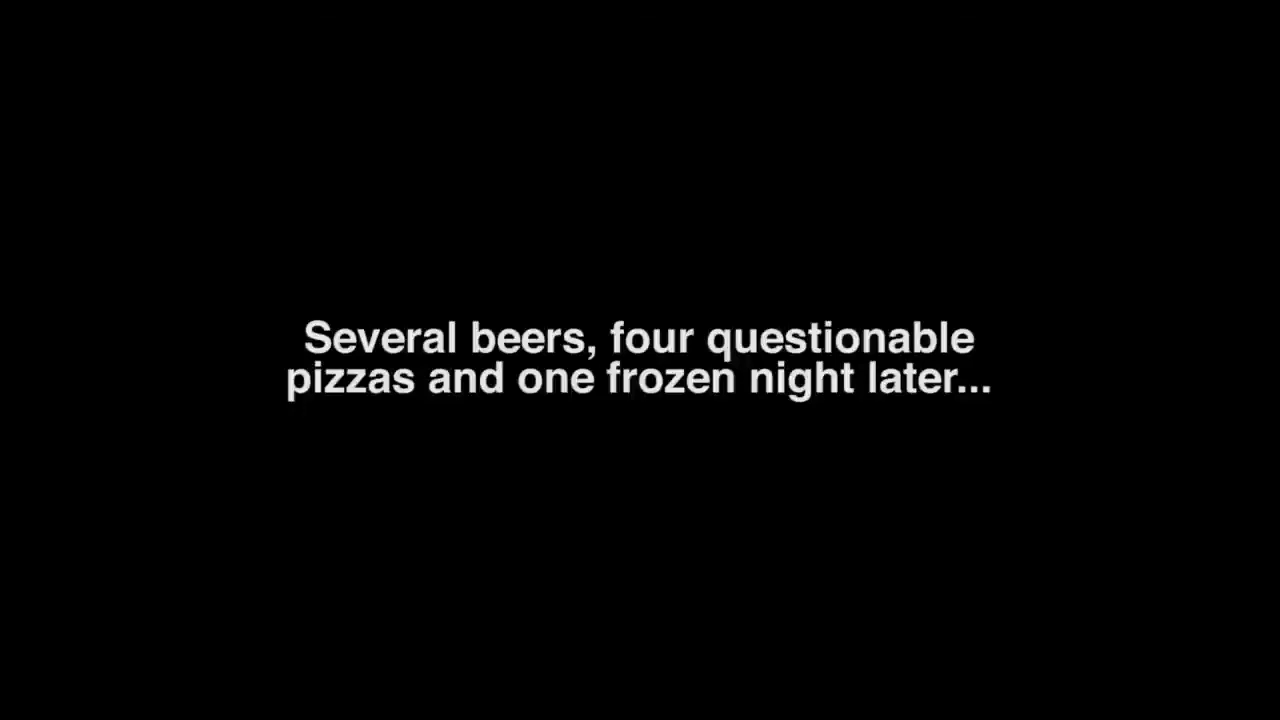 Several beers, four questionable
pizzas and one frozen night later...